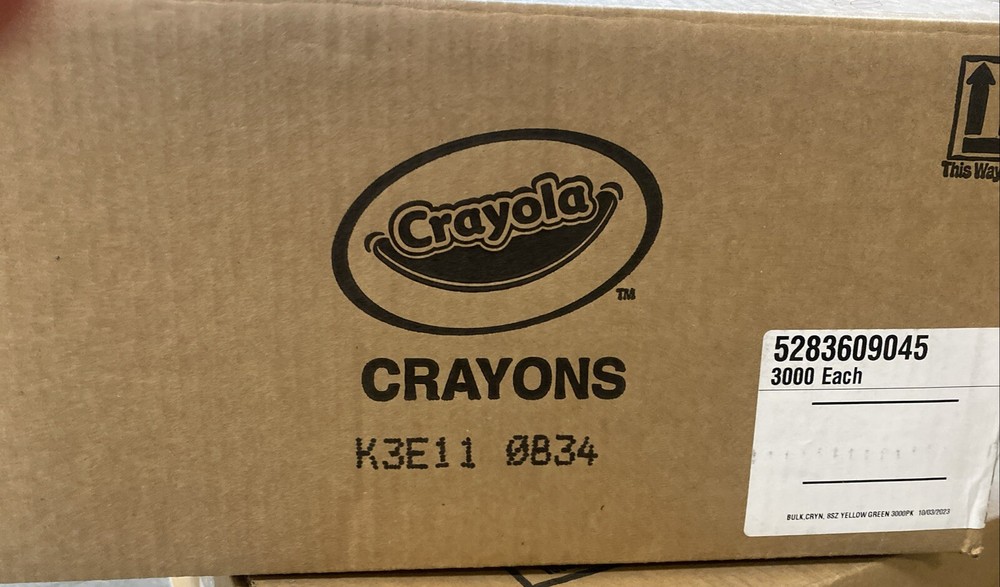 This Way
Crayola
TM
CRAYONS
K3E11 0834
5283609045
3000 Each
BULK,CRYN, 8SZ YELLOW GREEN 3000PK 10/03/2023